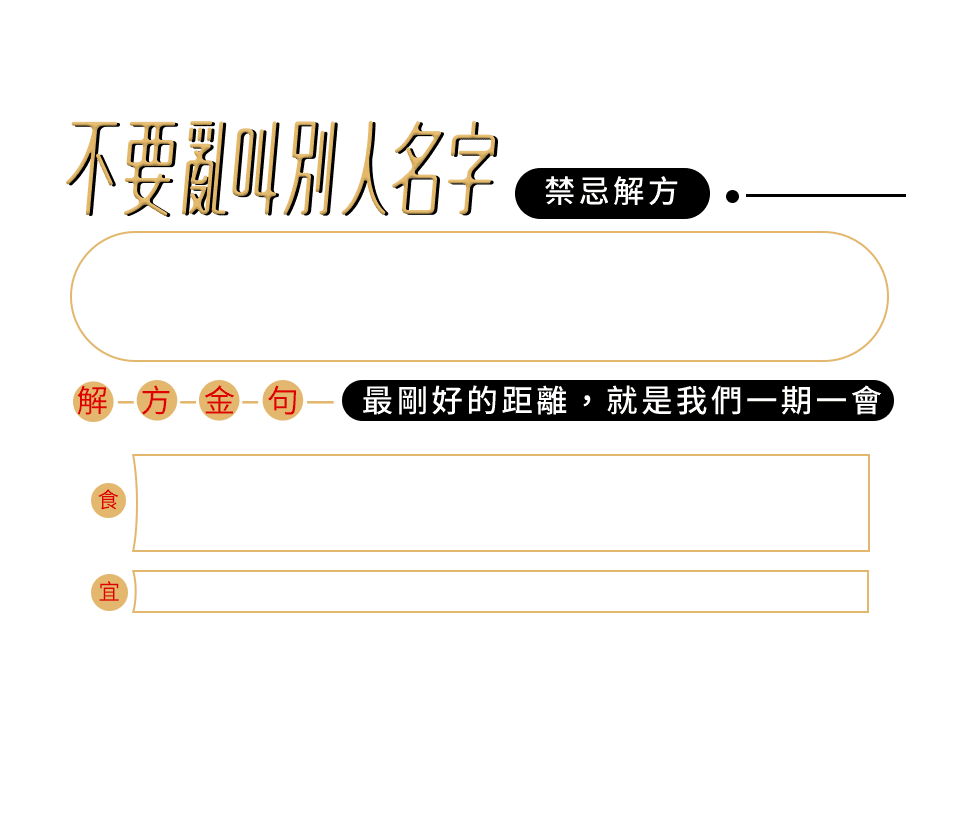 不要亂叫別人名字
禁忌解方
解方金句
最剛好的距離，就是我們一期一會
食
宜